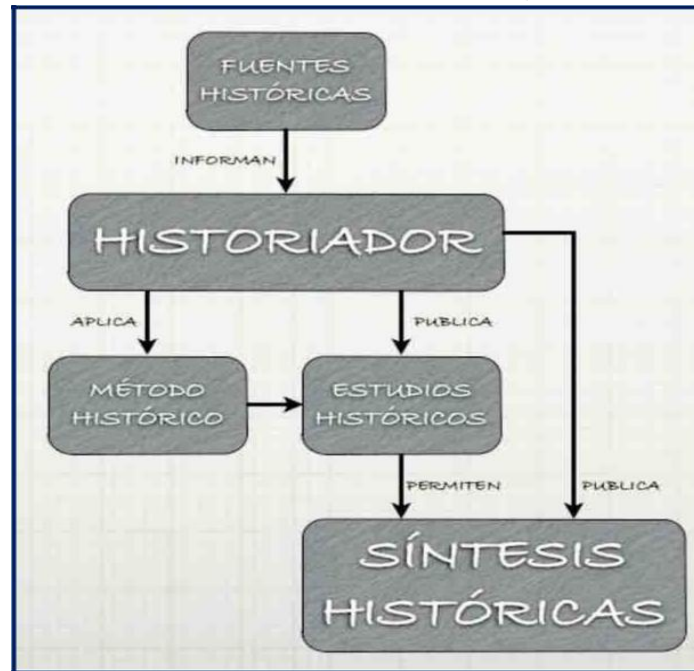 FUENTES
HISTÓRICAS
INFORMAN
HISTORIADOR
APLICA
PUBLICA
MÉTODO
HISTÓRICO
ESTUDIOS
HISTÓRICOS
PERMITEN
PUBLICA
SÍNTESIS
HISTÓRICAS